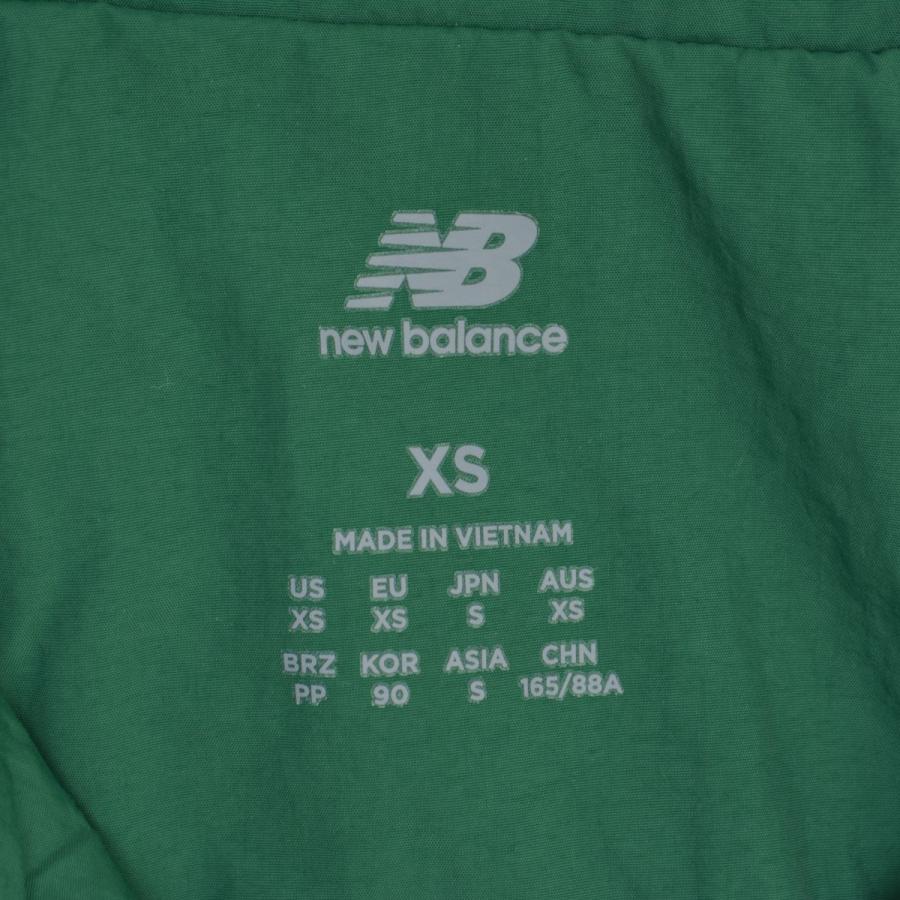 NB
new balance
XS
MADE IN VIETNAM
US EU JPN AUS
XS XS S XS
BRZ KOR ASIA CHN
PP 90 S 165/88A